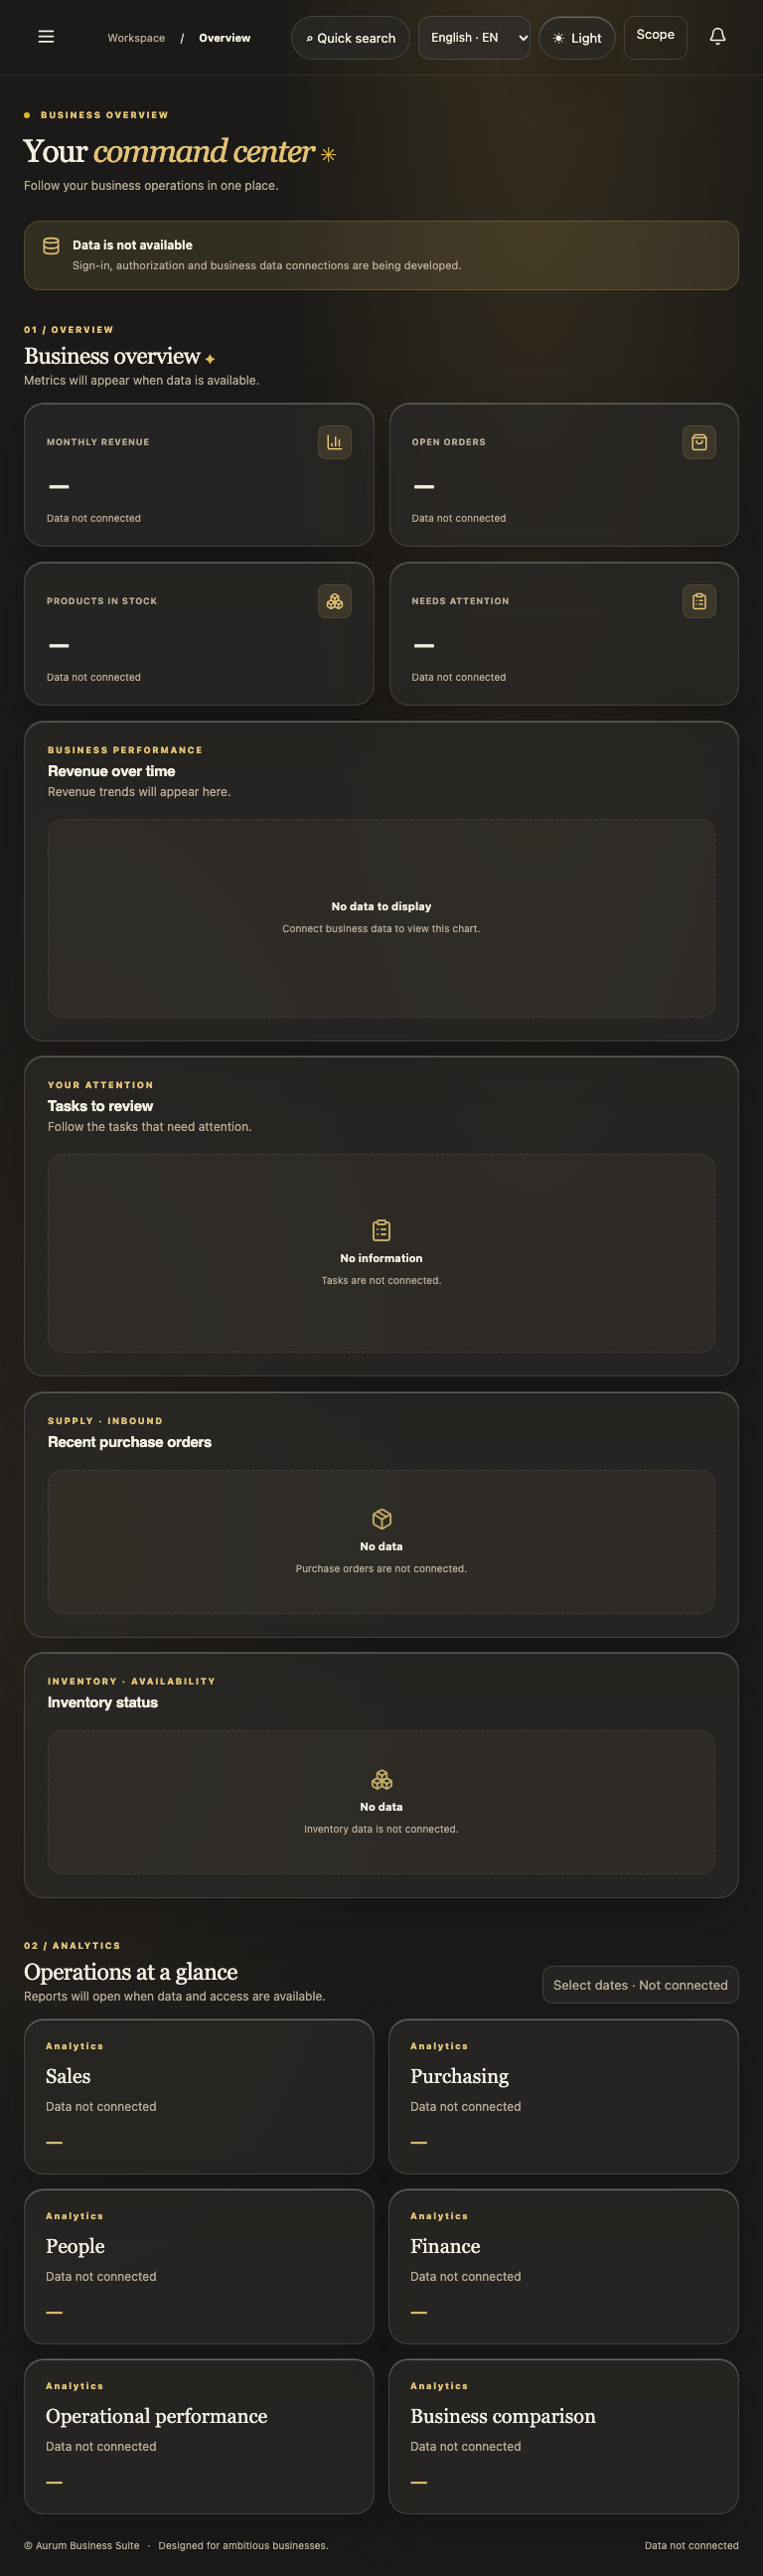 Workspace / Overview
Quick search
English · EN
Light
Scope
BUSINESS OVERVIEW
Your command center
Follow your business operations in one place.
Data is not available
Sign-in, authorization and business data connections are being developed.
01 / OVERVIEW
Business overview
Metrics will appear when data is available.
MONTHLY REVENUE
—
Data not connected
OPEN ORDERS
—
Data not connected
PRODUCTS IN STOCK
—
Data not connected
NEEDS ATTENTION
—
Data not connected
BUSINESS PERFORMANCE
Revenue over time
Revenue trends will appear here.
No data to display
Connect business data to view this chart.
YOUR ATTENTION
Tasks to review
Follow the tasks that need attention.
No information
Tasks are not connected.
SUPPLY · INBOUND
Recent purchase orders
No data
Purchase orders are not connected.
INVENTORY · AVAILABILITY
Inventory status
No data
Inventory data is not connected.
02 / ANALYTICS
Operations at a glance
Reports will open when data and access are available.
Select dates · Not connected
Analytics
Sales
Data not connected
—
Analytics
Purchasing
Data not connected
—
Analytics
People
Data not connected
—
Analytics
Finance
Data not connected
—
Analytics
Operational performance
Data not connected
—
Analytics
Business comparison
Data not connected
—
© Aurum Business Suite · Designed for ambitious businesses.
Data not connected